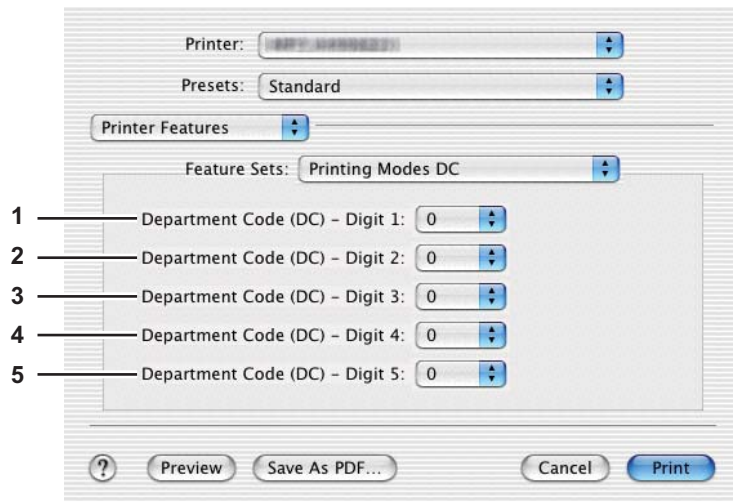 Printer:
Presets: Standard
Printer Features
Feature Sets: Printing Modes DC
1 Department Code (DC) – Digit 1: 0
2 Department Code (DC) – Digit 2: 0
3 Department Code (DC) – Digit 3: 0
4 Department Code (DC) – Digit 4: 0
5 Department Code (DC) – Digit 5: 0
? Preview Save As PDF... Cancel Print